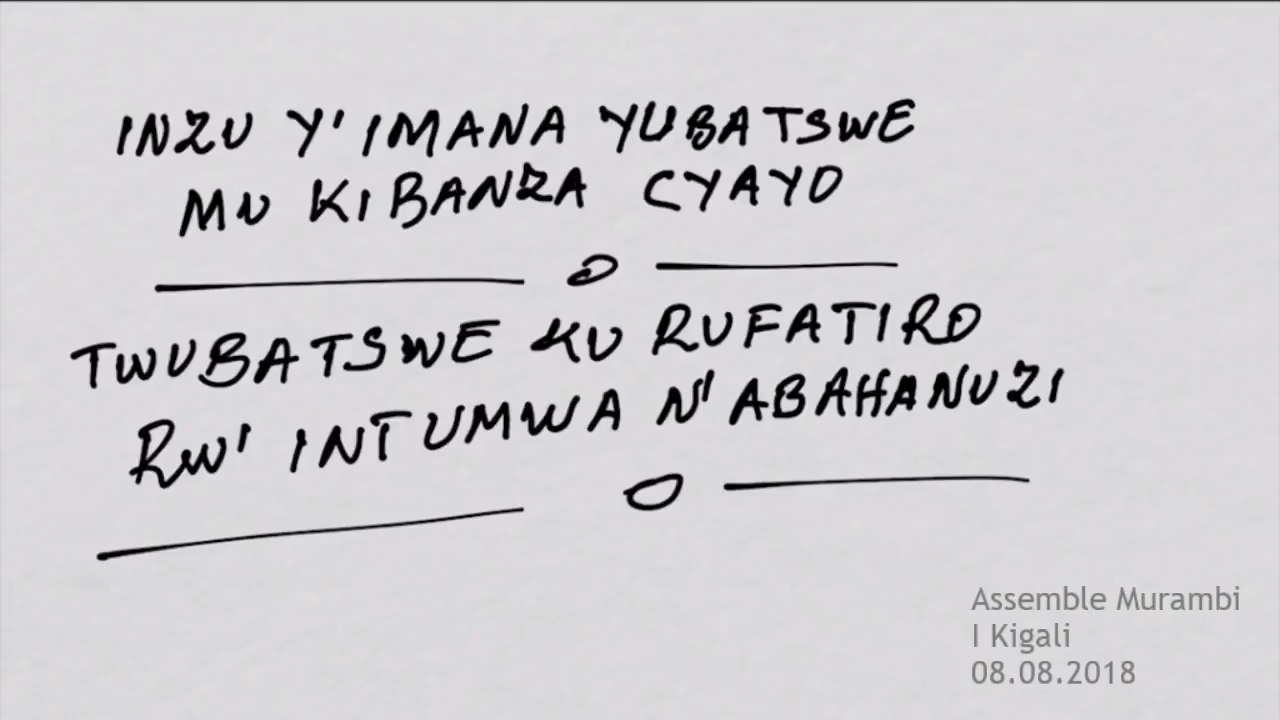 INZU Y' IMANA YUBATSWE
MU KIBANZA CYAYO
TWUBATSWE KU RUFATIRO
RW' INTUMWA N' ABAHANUZI
Assemble Murambi
I Kigali
08.08.2018